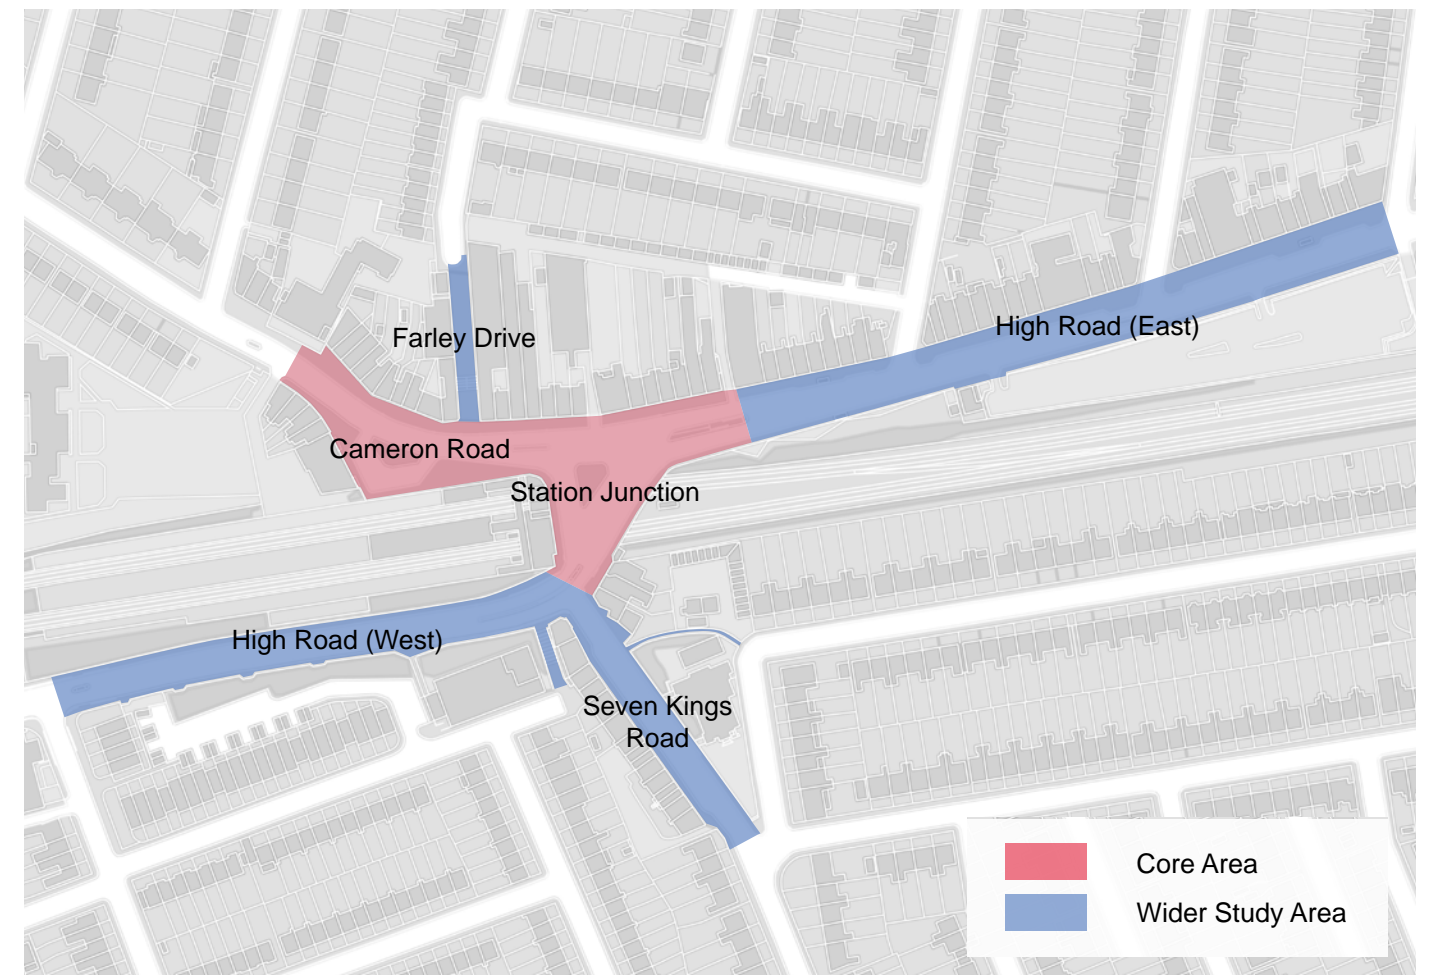 High Road (East)
Farley Drive
Cameron Road
Station Junction
High Road (West)
Seven Kings
Road
Core Area
Wider Study Area